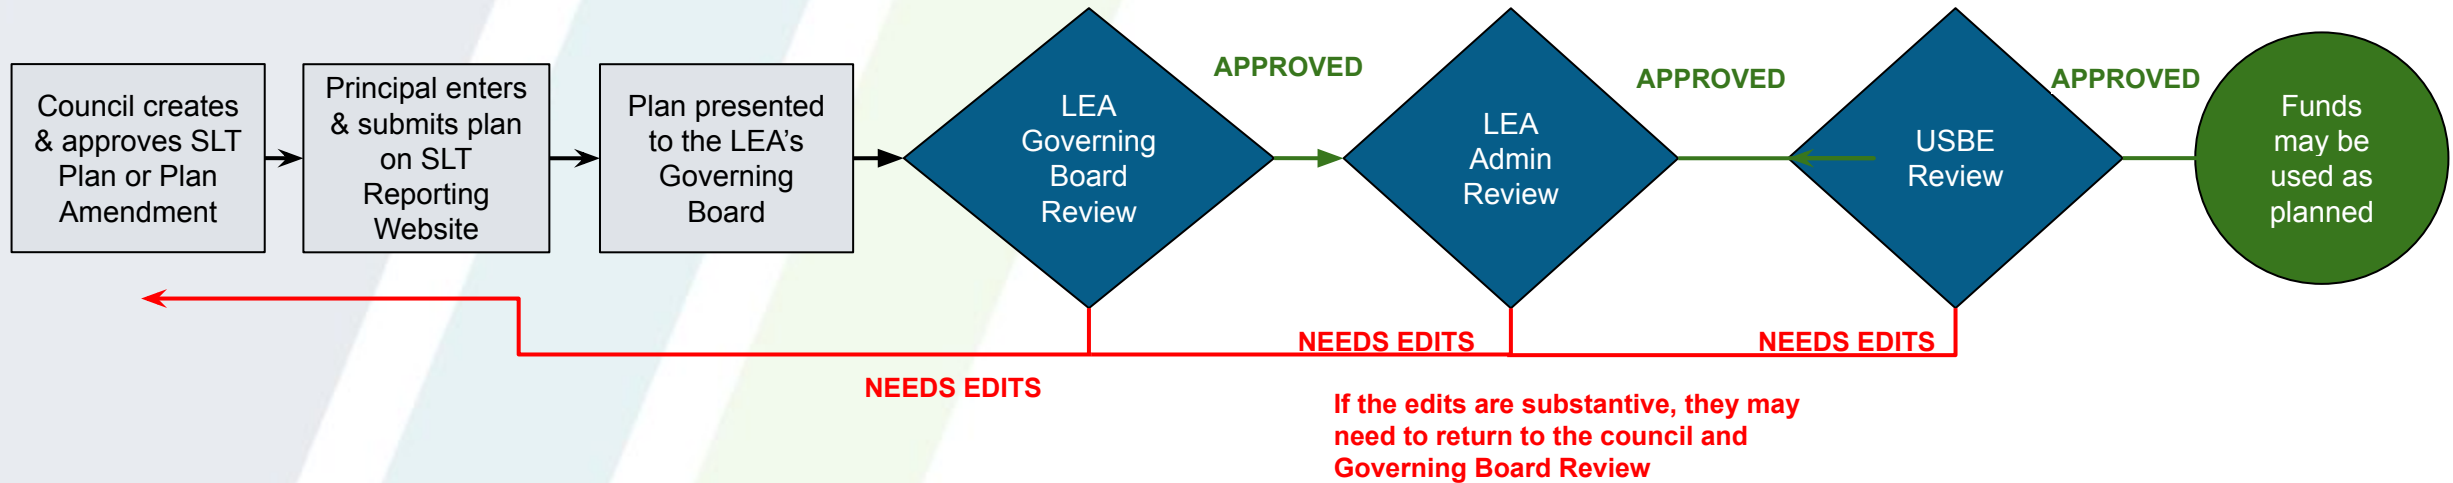 Council creates
& approves SLT
Plan or Plan
Amendment
Principal enters
& submits plan
on SLT
Reporting
Website
Plan presented
to the LEA's
Governing
Board
LEA
Governing
Board
Review
APPROVED
LEA
Admin
Review
APPROVED
USBE
Review
APPROVED
Funds
may be
used as
planned
NEEDS EDITS
NEEDS EDITS
NEEDS EDITS
If the edits are substantive, they may
need to return to the council and
Governing Board Review